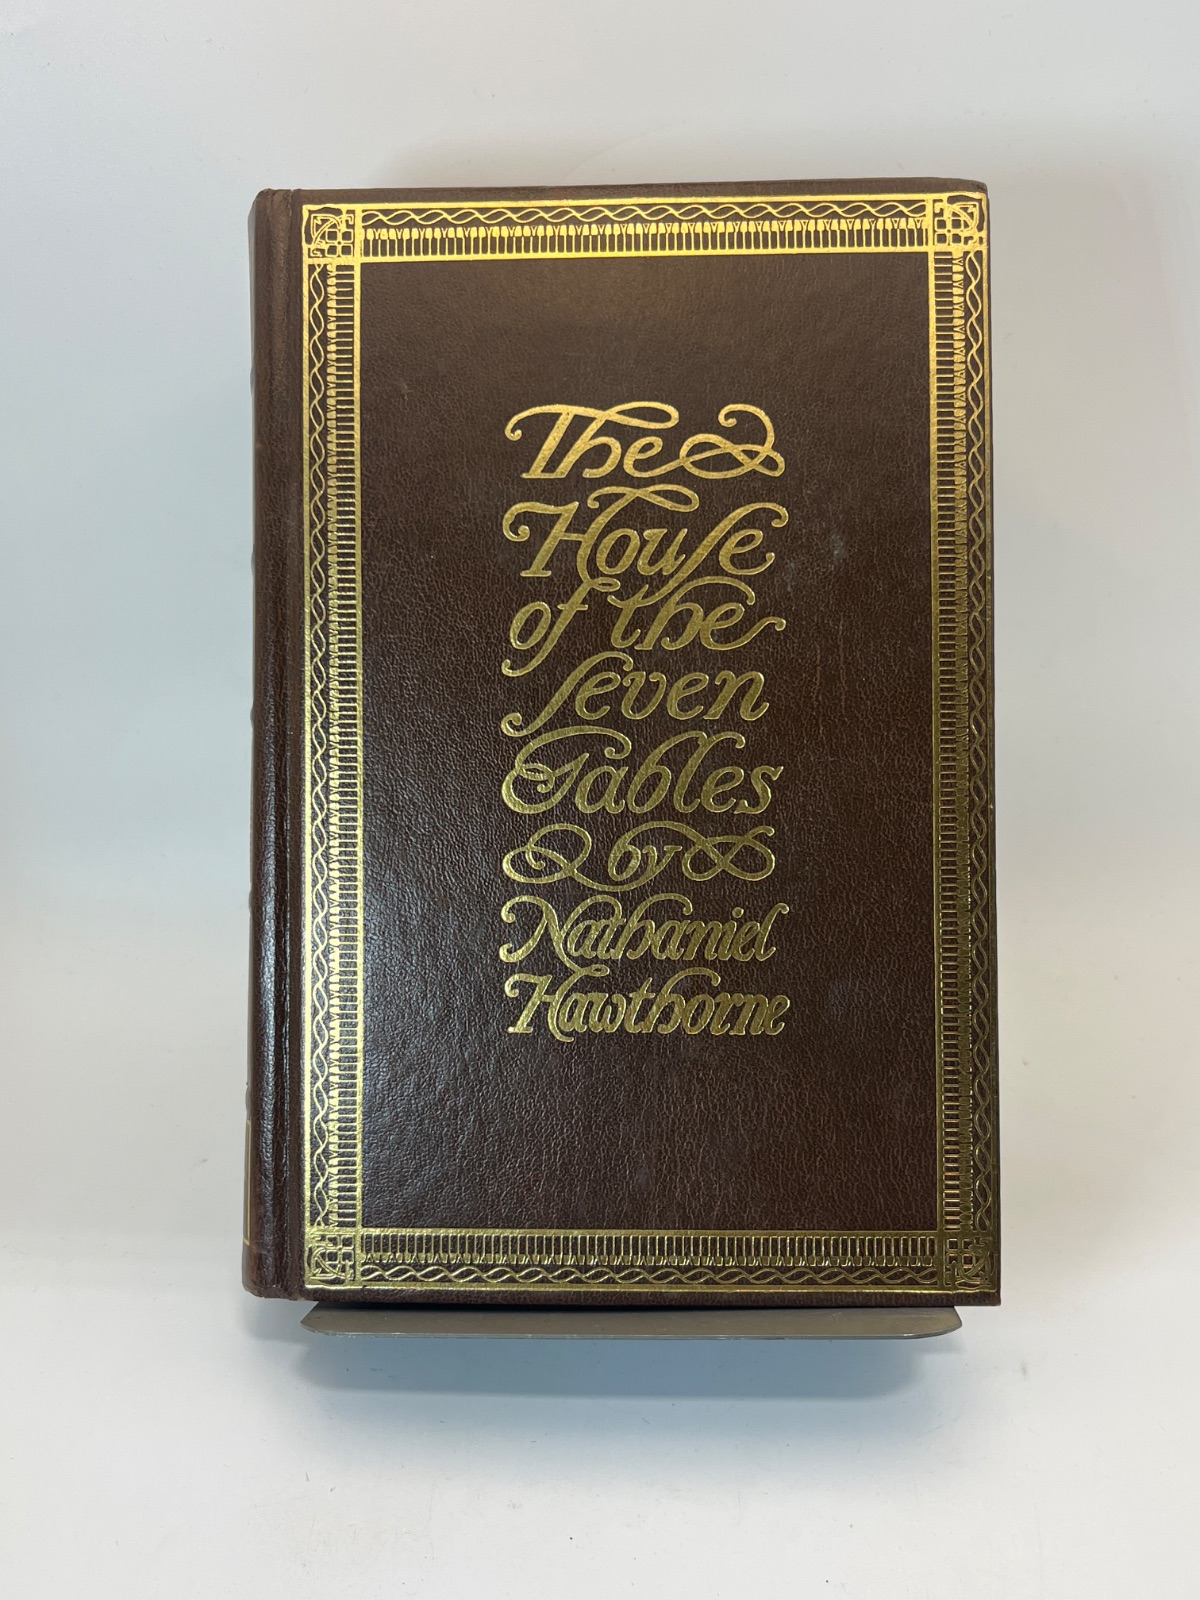 The
Houſe
of the
ſeven
Gables
by
Nathaniel
Hawthorne